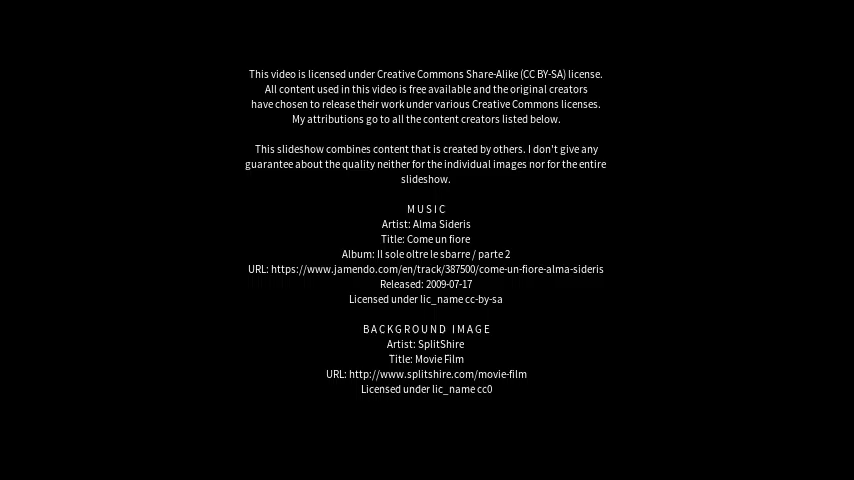 This video is licensed under Creative Commons Share-Alike (CC BY-SA) license.
All content used in this video is free available and the original creators
have chosen to release their work under various Creative Commons licenses.
My attributions go to all the content creators listed below.
This slideshow combines content that is created by others. I don't give any
guarantee about the quality neither for the individual images nor for the entire
slideshow.
MUSIC
Artist: Alma Sideris
Title: Come un fiore
Album: Il sole oltre le sbarre / parte 2
URL: https://www.jamendo.com/en/track/387500/come-un-fiore-alma-sideris
Released: 2009-07-17
Licensed under lic_name cc-by-sa
BACKGROUND IMAGE
Artist: SplitShire
Title: Movie Film
URL: http://www.splitshire.com/movie-film
Licensed under lic_name cc0